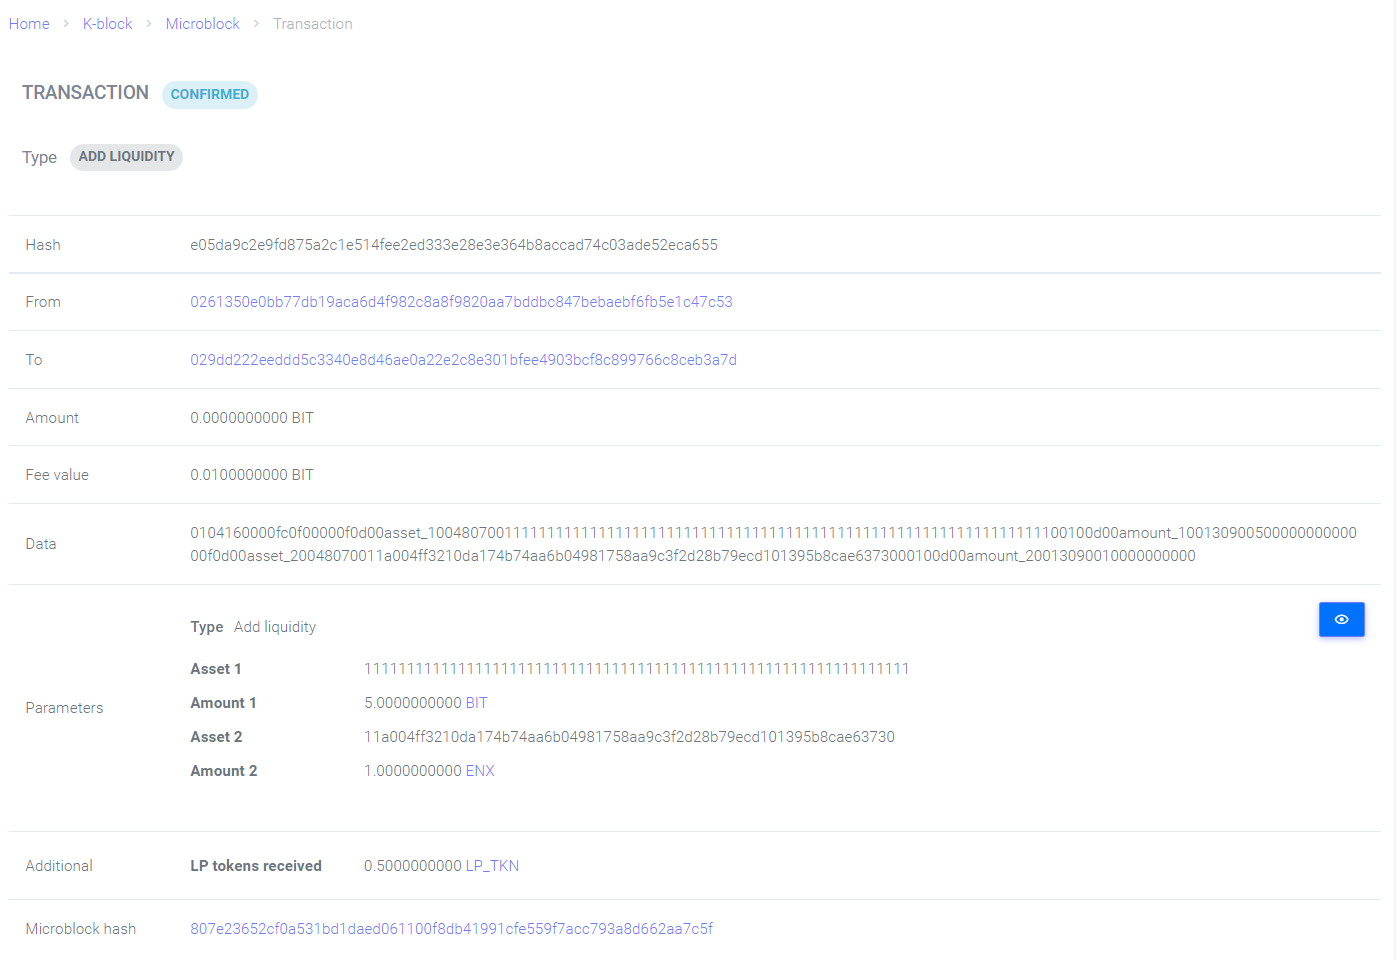 Home > K-block > Microblock > Transaction
TRANSACTION CONFIRMED
Type ADD LIQUIDITY
Hash e05da9c2e9fd875a2c1e514fee2ed333e28e3e364b8accad74c03ade52eca655
From 0261350e0bb77db19aca6d4f982c8a8f9820aa7bddbc847bebaebf6fb5e1c47c53
To 029dd222eeddd5c3340e8d46ae0a22e2c8e301bfee4903bcf8c899766c8ceb3a7d
Amount 0.0000000000 BIT
Fee value 0.0100000000 BIT
Data
00f0d00asset_20048070011a004ff3210da174b74aa6b04981758aa9c3f2d28b79ecd101395b8cae6373000100d00amount_20013090010000000000
Type Add liquidity
Asset 1 1111111111111111111111111111111111111111111111111111111111111111
Parameters
Amount 1 5.0000000000 BIT
Asset 2 11a004ff3210da174b74aa6b04981758aa9c3f2d28b79ecd101395b8cae63730
Amount 2 1.0000000000 ENX
Additional LP tokens received 0.5000000000 LP_TKN
Microblock hash 807e23652cf0a531bd1daed061100f8db41991cfe559f7acc793a8d662aa7c5f